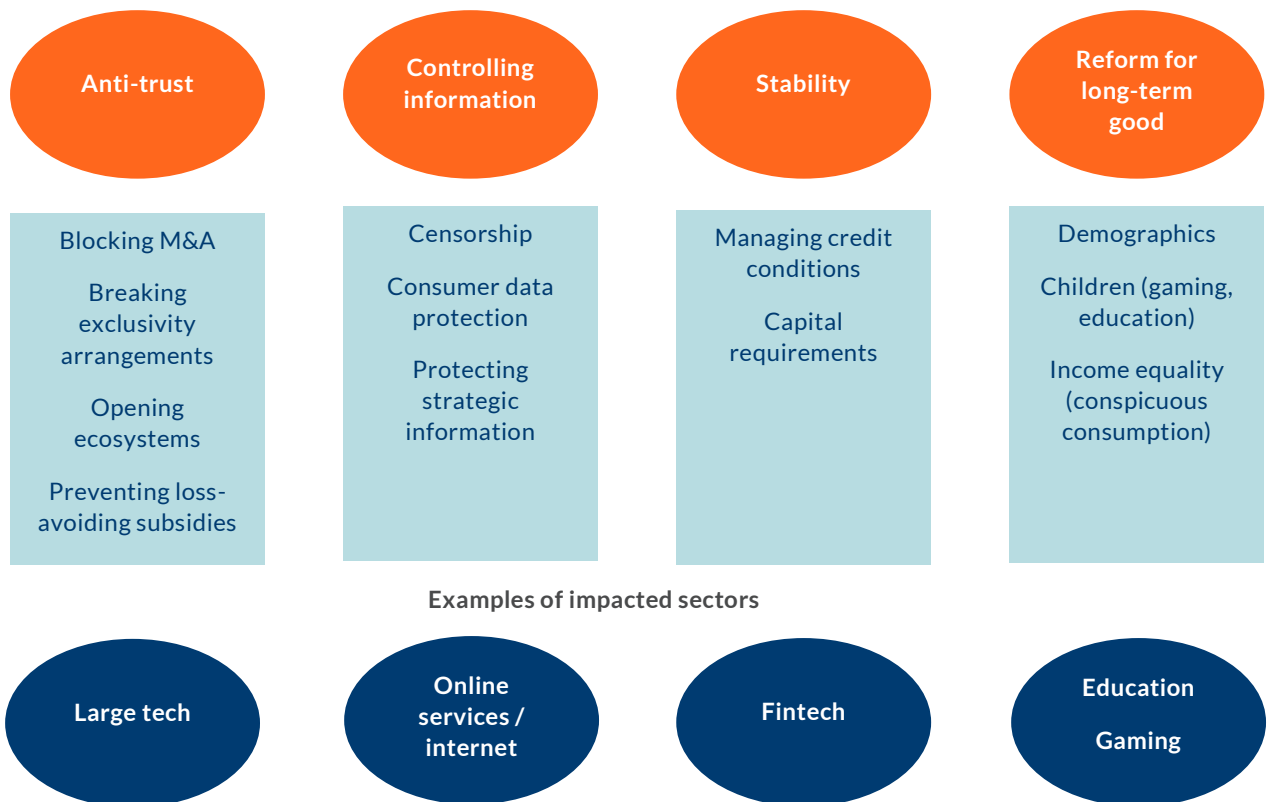 Anti-trust
Controlling
information
Stability
Reform for
long-term
good
Blocking M&A
Breaking
exclusivity
arrangements
Opening
ecosystems
Preventing loss-
avoiding subsidies
Censorship
Consumer data
protection
Protecting
strategic
information
Managing credit
conditions
Capital
requirements
Demographics
Children (gaming,
education)
Income equality
(conspicuous
consumption)
Examples of impacted sectors
Large tech
Online
services /
internet
Fintech
Education
Gaming